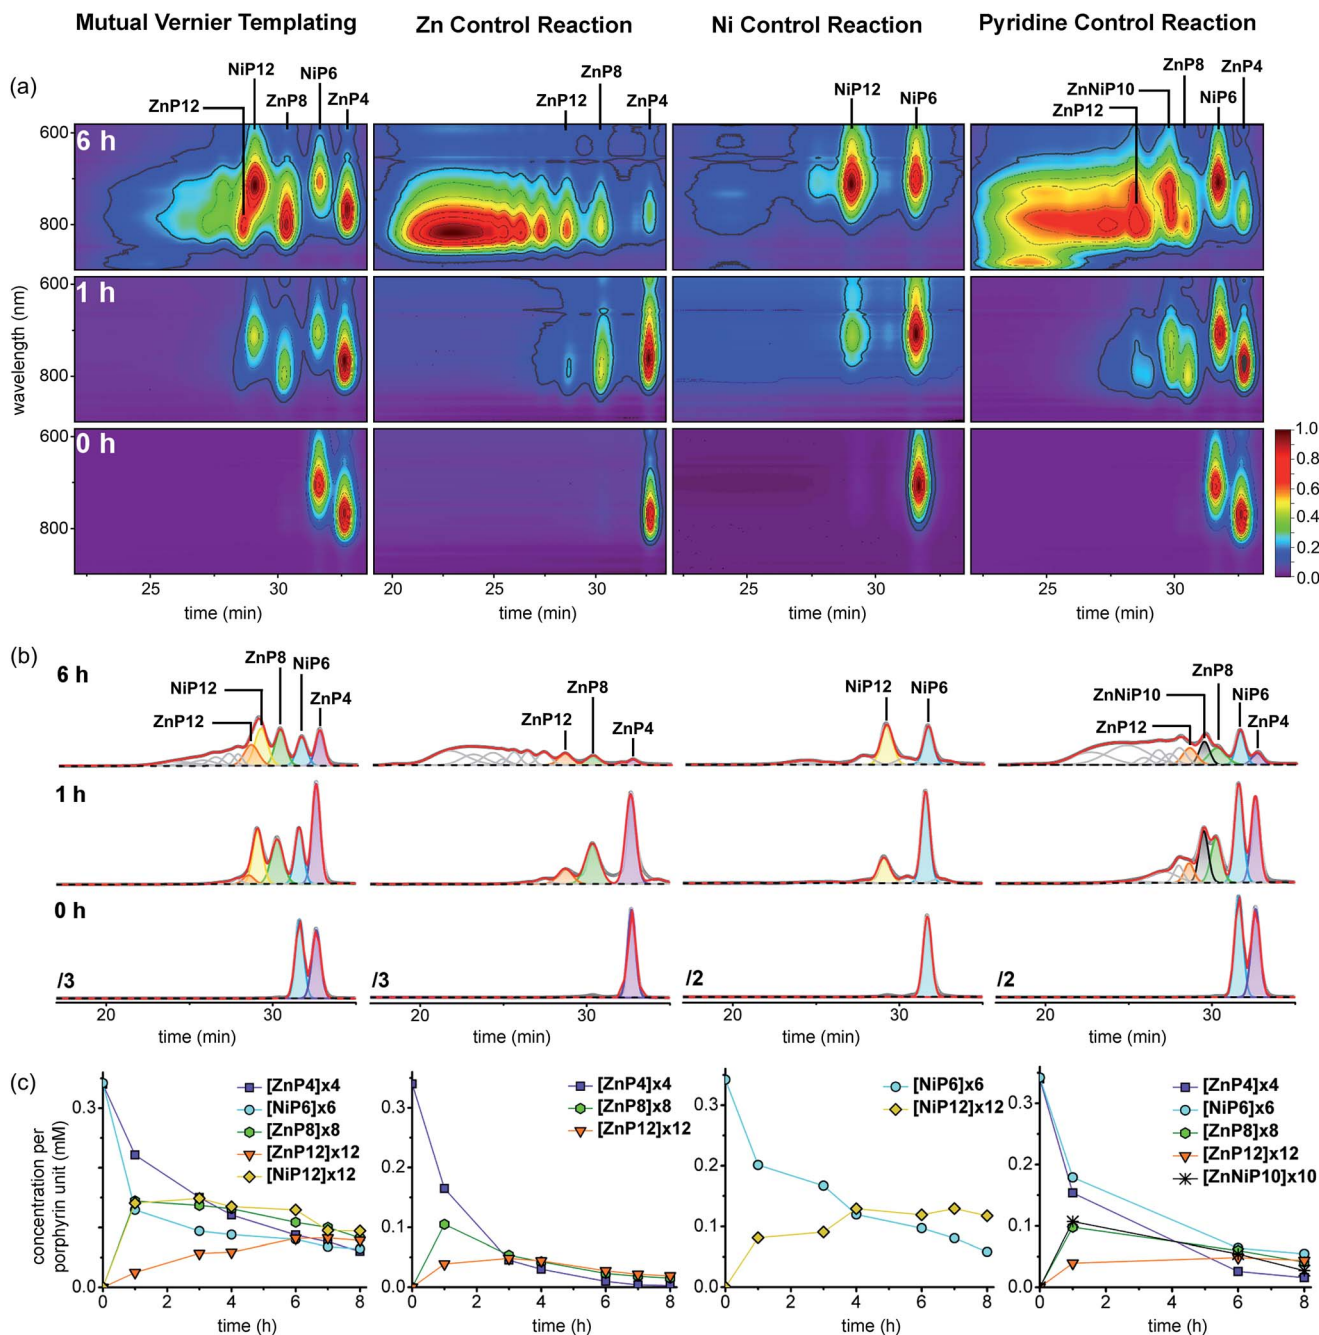 Mutual Vernier Templating
Zn Control Reaction
Ni Control Reaction
Pyridine Control Reaction
(a)
NiP12
NiP6
ZnP12
ZnP8
ZnP4
ZnP8
ZnP12
ZnP4
NiP12
NiP6
ZnP8
ZnNiP10
ZnP4
ZnP12
NiP6
wavelength (nm)
600
6 h
800
600
1 h
800
600
0 h
800
25
30
20
25
30
25
30
25
30
time (min)
time (min)
time (min)
time (min)
1.0
0.8
0.6
0.4
0.2
0.0
(b)
6 h
ZnP8
NiP6
NiP12
ZnP4
ZnP12
ZnP8
ZnP12
ZnP4
NiP12
NiP6
ZnP8
ZnNiP10
NiP6
ZnP12
ZnP4
1 h
0 h
/3
/3
/2
/2
20
30
20
30
20
30
20
30
time (min)
time (min)
time (min)
time (min)
(c)
concentration per
porphyrin unit (mM)
0.3
0.0
0
2
4
6
8
time (h)
[ZnP4]x4
[NiP6]x6
[ZnP8]x8
[ZnP12]x12
[NiP12]x12
0.3
0.2
0.1
0.0
0
2
4
6
8
time (h)
[ZnP4]x4
[ZnP8]x8
[ZnP12]x12
0.3
0.2
0.1
0.0
0
2
4
6
8
time (h)
[NiP6]x6
[NiP12]x12
0.3
0.2
0.1
0.0
0
2
4
6
8
time (h)
[ZnP4]x4
[NiP6]x6
[ZnP8]x8
[ZnP12]x12
[ZnNiP10]x10